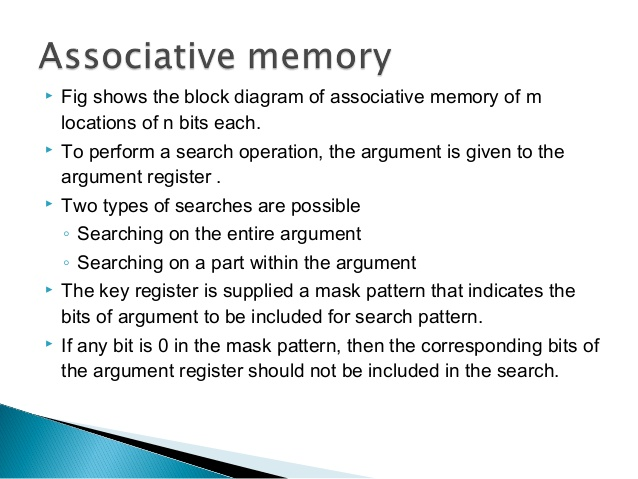 Associative memory
Fig shows the block diagram of associative memory of m
locations of n bits each.
To perform a search operation, the argument is given to the
argument register .
Two types of searches are possible
Searching on the entire argument
Searching on a part within the argument
The key register is supplied a mask pattern that indicates the
bits of argument to be included for search pattern.
If any bit is 0 in the mask pattern, then the corresponding bits of
the argument register should not be included in the search.